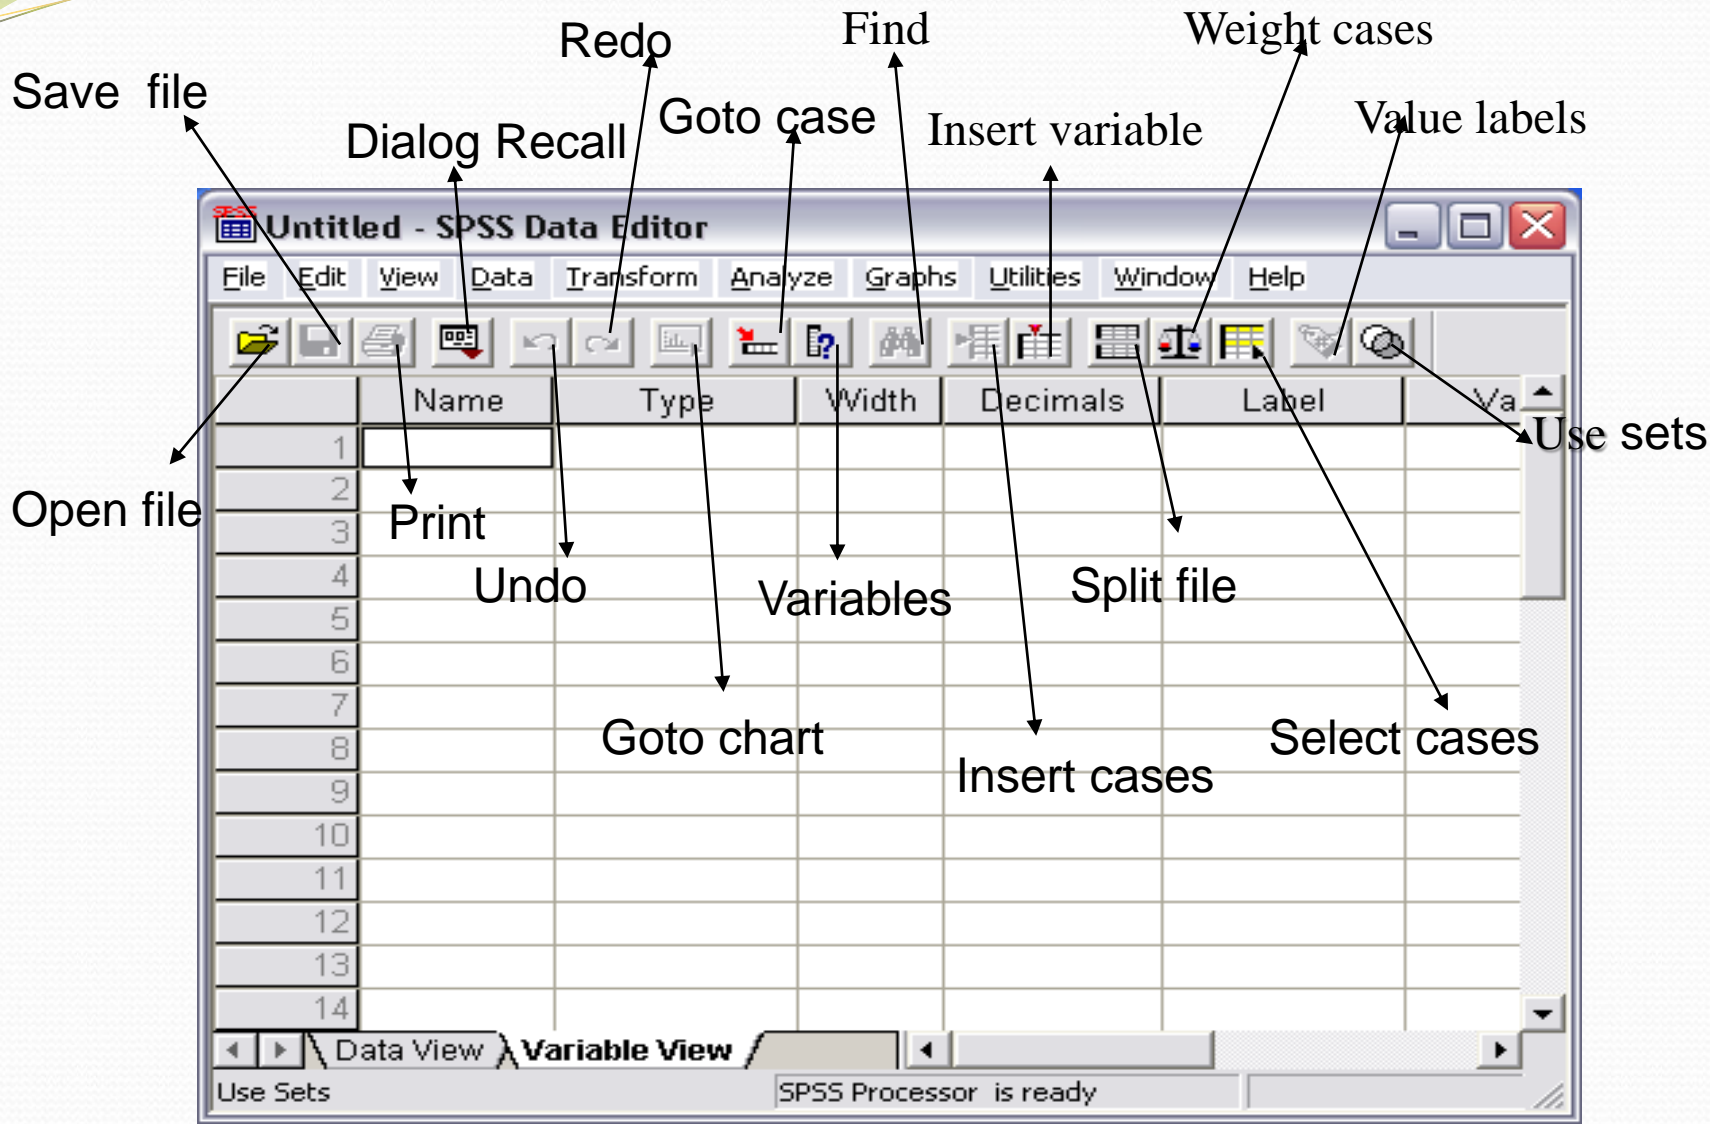 Redo
Find
Weight cases
Save file
Goto case
Insert variable
Value labels
Dialog Recall
SPSS
Untitled - SPSS Data Editor
File Edit View Data Transform Analyze Graphs Utilities Window Help
Name Type Width Decimals Label Va
Use sets
1
2
Open file
Print
3
4
Undo
Variables
Split file
5
6
7
Goto chart
Select cases
8
Insert cases
9
10
11
12
13
14
Data View Variable View
Use Sets SPSS Processor is ready